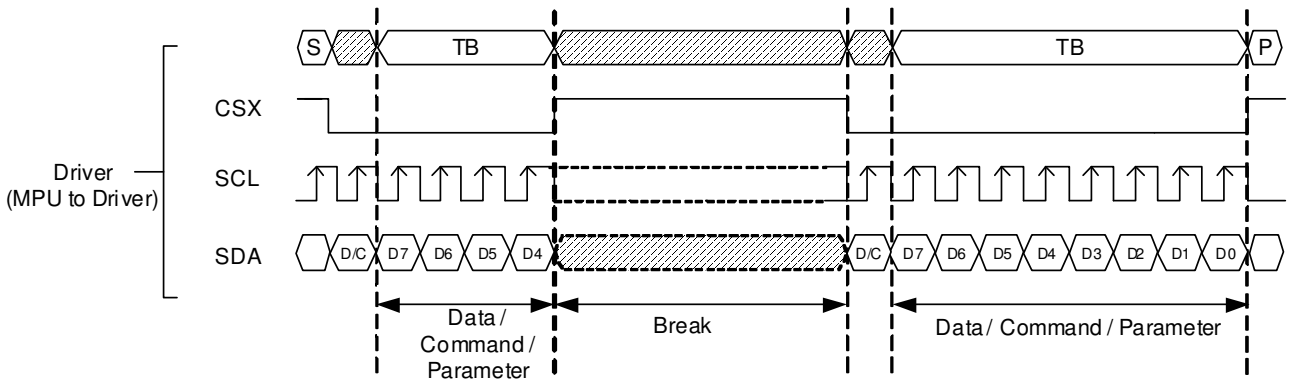 S TB TB P
CSX
Driver
(MPU to Driver)
SCL
SDA D/C D7 D6 D5 D4 D/C D7 D6 D5 D4 D3 D2 D1 D0
Data / Command / Parameter
Break
Data / Command / Parameter